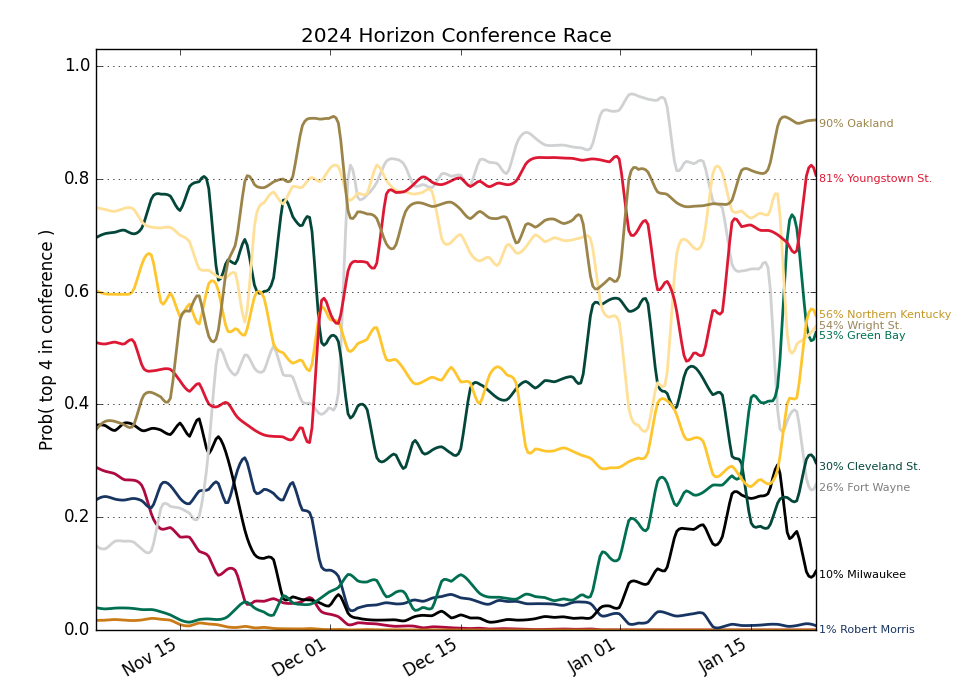 2024 Horizon Conference Race
Prob( top 4 in conference )
1.0
0.8
0.6
0.4
0.2
0.0
Nov 15
Dec 01
Dec 15
Jan 01
Jan 15
90% Oakland
81% Youngstown St.
56% Northern Kentucky
54% Wright St.
53% Green Bay
30% Cleveland St.
26% Fort Wayne
10% Milwaukee
1% Robert Morris